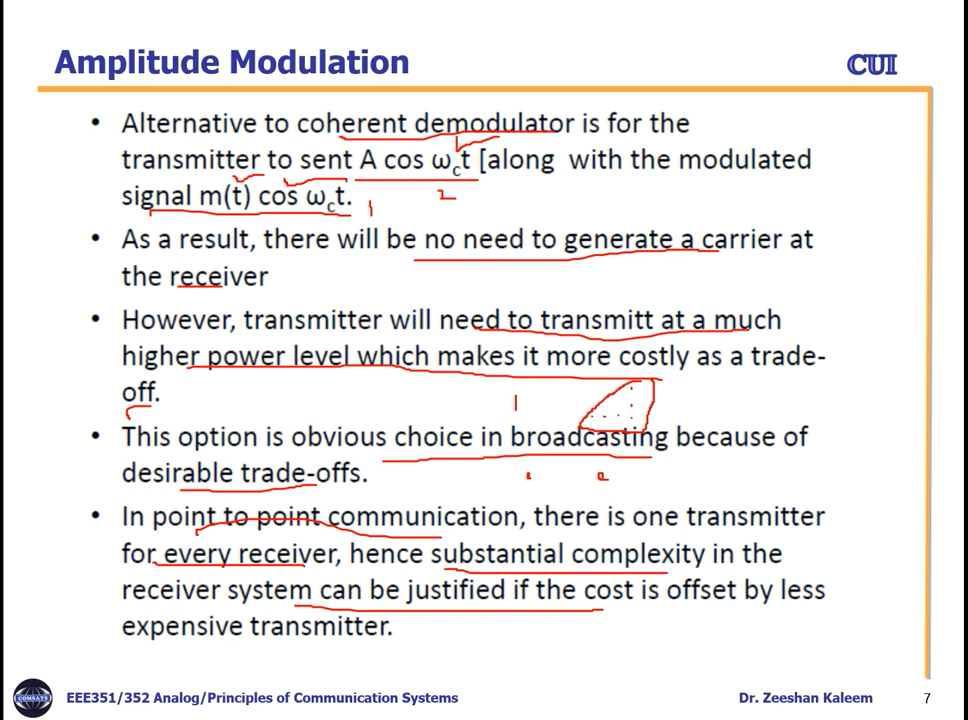 Amplitude Modulation
CUI
• Alternative to coherent demodulator is for the
transmitter to sent A cos ωct [along with the modulated
signal m(t) cos ωct.
1
2
• As a result, there will be no need to generate a carrier at
the receiver
• However, transmitter will need to transmitt at a much
higher power level which makes it more costly as a trade-
off.
• This option is obvious choice in broadcasting because of
desirable trade-offs.
• In point to point communication, there is one transmitter
for every receiver, hence substantial complexity in the
receiver system can be justified if the cost is offset by less
expensive transmitter.
COMSATS
EEE351/352 Analog/Principles of Communication Systems
Dr. Zeeshan Kaleem
7